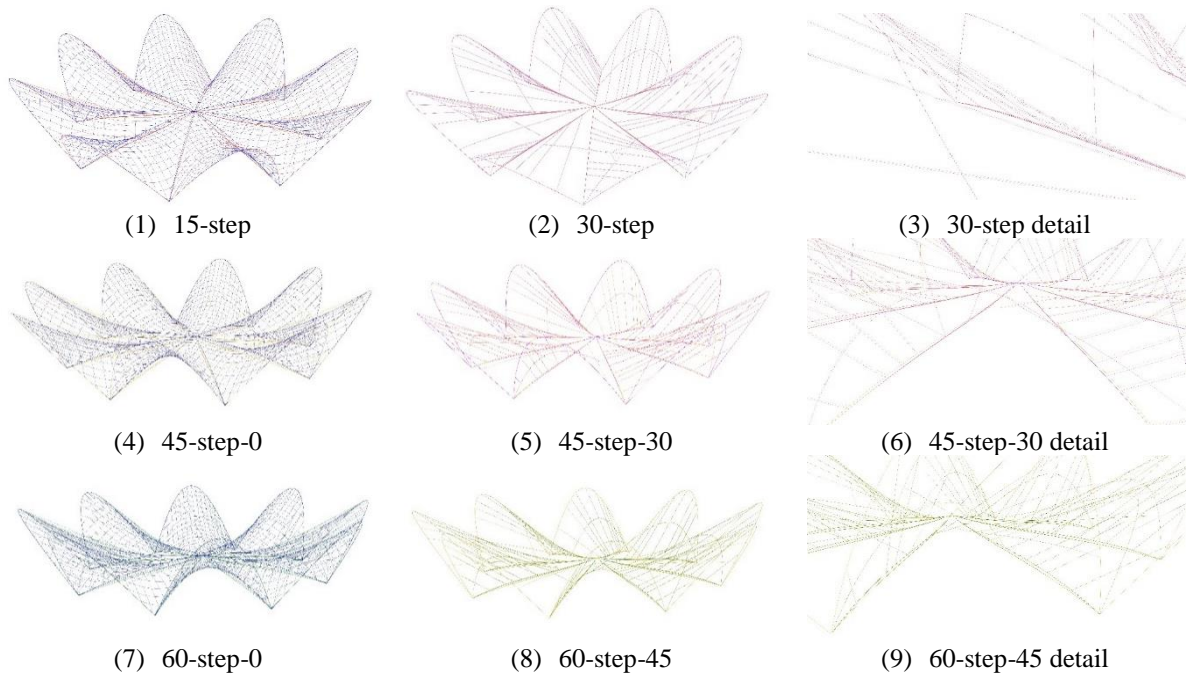 (1) 15-step
(2) 30-step
(3) 30-step detail
(4) 45-step-0
(5) 45-step-30
(6) 45-step-30 detail
(7) 60-step-0
(8) 60-step-45
(9) 60-step-45 detail